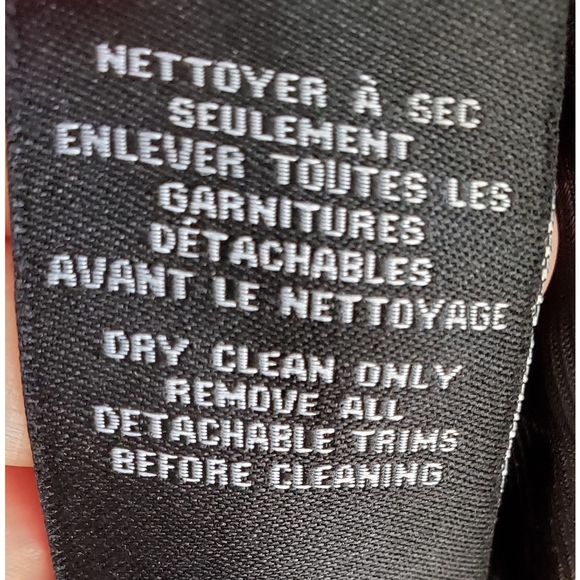 NETTOYER À SEC
SEULEMENT
ENLEVER TOUTES LES
GARNITURES
DÉTACHABLES
AVANT LE NETTOYAGE
DRY CLEAN ONLY
REMOVE ALL
DETACHABLE TRIMS
BEFORE CLEANING